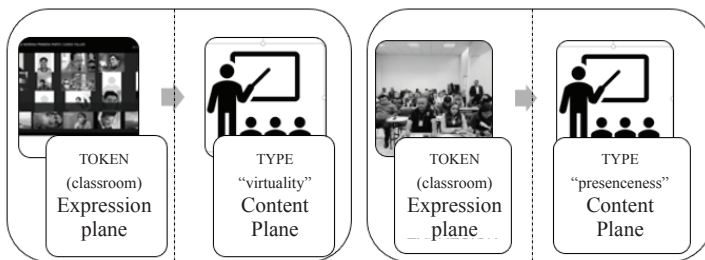 TOKEN
(classroom)
Expression
plane
TYPE
“virtuality”
Content
Plane
TOKEN
(classroom)
Expression
plane
TYPE
“presenceness”
Content
Plane